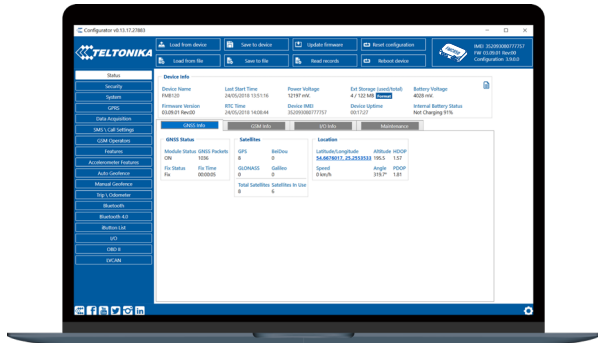 Configurator v0.13.17.27883
TELTONIKA
Load from device
Save to device
Update firmware
Reset configuration
Load from file
Save to file
Read records
Reboot device
FMB120
IMEI 352093080777757
FW 03.09.01 Rev:00
Configuration 1.9.0.0
Status
Security
System
GPRS
Data Acquisition
SMS \ Call Settings
GSM Operators
Features
Accelerometer Features
Auto Geofence
Manual Geofence
Trip \ Odometer
Bluetooth
Bluetooth 4.0
iButton List
I/O
OBD II
LVCAN
Device Info
Device Name
FMB120
Last Start Time
24/05/2018 13:51:16
Power Voltage
12197 mV.
Ext Storage (used/total)
4 / 122 MB Format
Battery Voltage
4028 mV.
Firmware Version
03.09.01 Rev:00
RTC Time
24/05/2018 14:08:44
Device IMEI
352093080777757
Device Uptime
00:17:27
Internal Battery Status
Not Charging 91%
GNSS Info
GSM Info
I/O Info
Maintenance
GNSS Status
Module Status GNSS Packets
ON 1036
Fix Status Fix Time
Fix 00:00:05
Satellites
GPS BeiDou
8 0
GLONASS Galileo
0 0
Total Satellites Satellites In Use
8 6
Location
Latitude/Longitude Altitude HDOP
54.6678017, 25.2553533 195.5 1.57
Speed Angle PDOP
0 km/h 319.7° 1.81